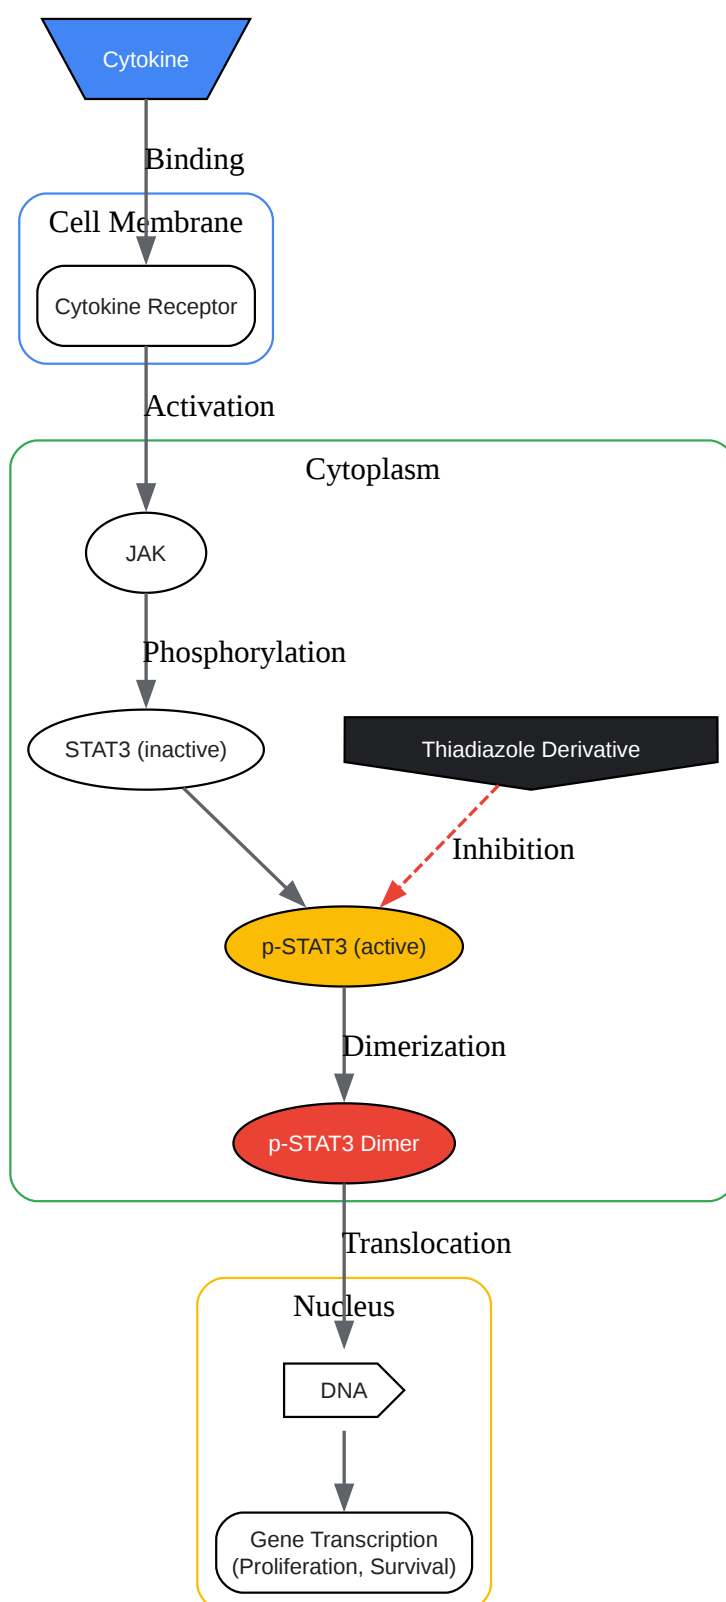 Cytokine
Binding
Cell Membrane
Cytokine Receptor
Activation
Cytoplasm
JAK
Phosphorylation
STAT3 (inactive)
Thiadiazole Derivative
Inhibition
p-STAT3 (active)
Dimerization
p-STAT3 Dimer
Translocation
Nucleus
DNA
Gene Transcription
(Proliferation, Survival)